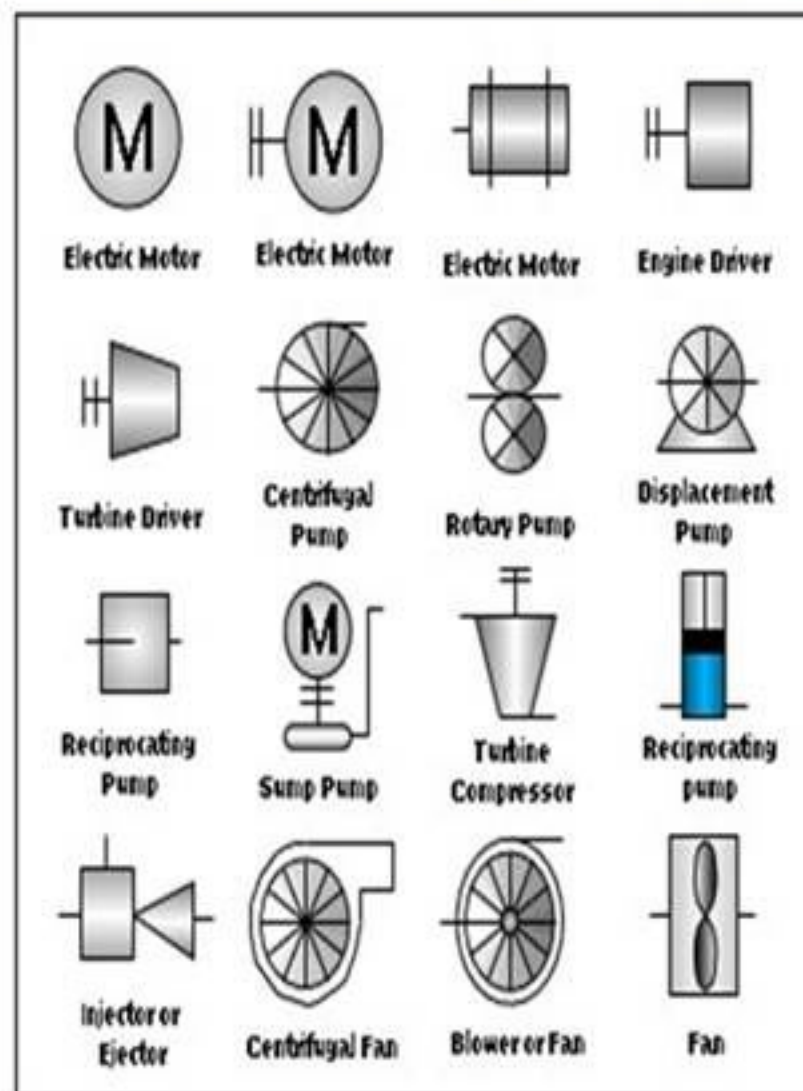 M
M
Electric Motor
Electric Motor
Electric Motor
Engine Driver
Turbine Driver
Centrifugal
Pump
Rotary Pump
Displacement
Pump
Reciprocating
Pump
M
Sump Pump
Turbine
Compressor
Reciprocating
pump
Injector or
Ejector
Centrifugal Fan
Blower or Fan
Fan